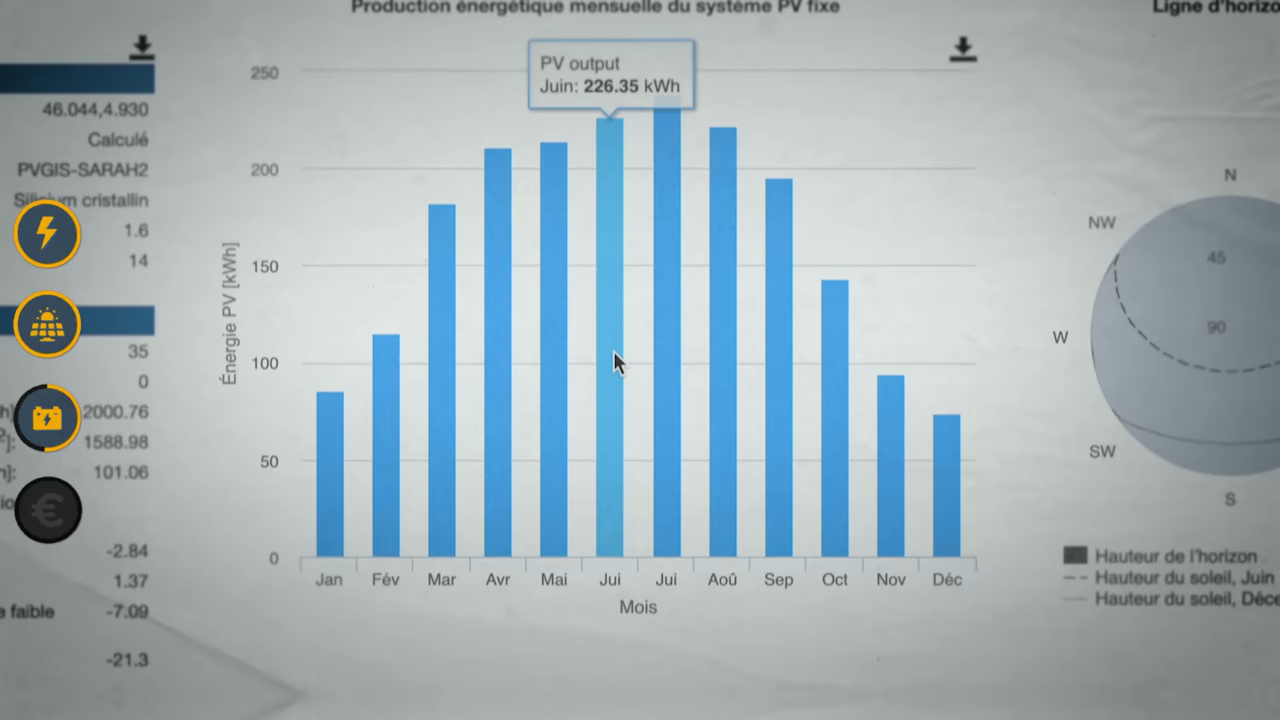 Production énergétique mensuelle du système PV fixe
Ligne d'horizo
46.044,4.930
Calculé
PVGIS-SARAH2
Silicium cristallin
1.6
14
35
0
h]
2000.76
²]:
1588.98
n]:
101.06
-2.84
1.37
e faible
-7.09
-21.3
PV output
Juin: 226.35 kWh
Énergie PV [kWh]
250
200
150
100
50
0
Jan Fév Mar Avr Mai Jui Jui Aoû Sep Oct Nov Déc
Mois
N
NW
45
90
W
SW
S
Hauteur de l'horizon
Hauteur du soleil, Juin
Hauteur du soleil, Déce
€